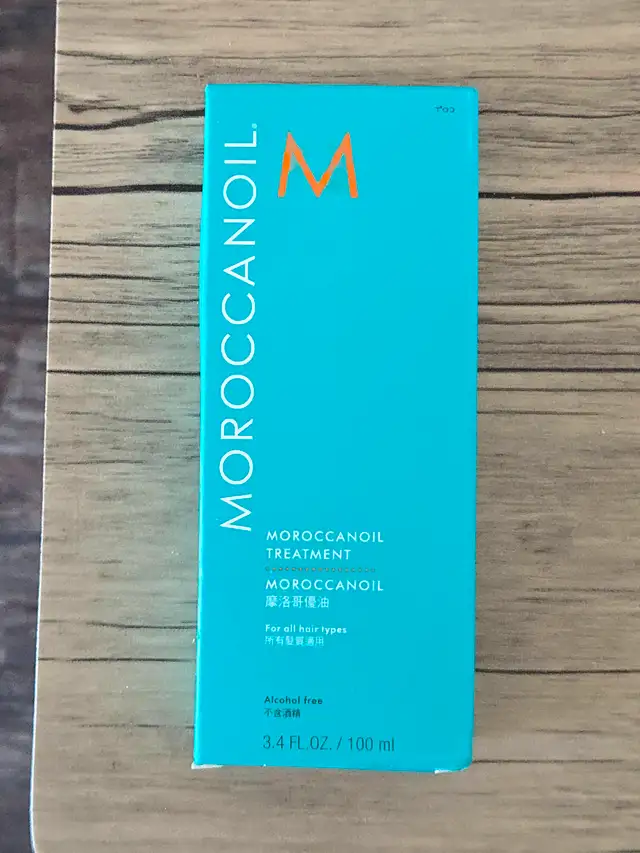 MOROCCANOIL®
M
MOROCCANOIL
TREATMENT
MOROCCANOIL
摩洛哥優油
For all hair types
所有髮質適用
Alcohol free
不含酒精
3.4 FL.OZ. / 100 ml